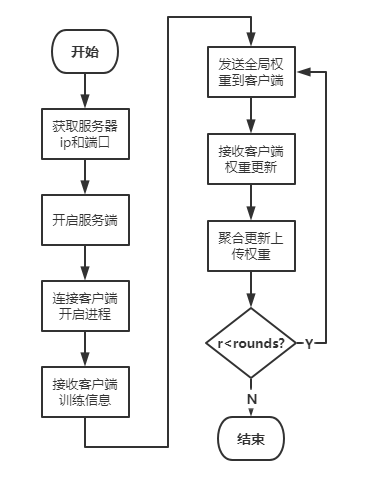 开始
获取服务器
ip和端口
开启服务端
连接客户端
开启进程
接收客户端
训练信息
发送全局权
重到客户端
接收客户端
权重更新
聚合更新上
传权重
r<rounds?
Y
N
结束